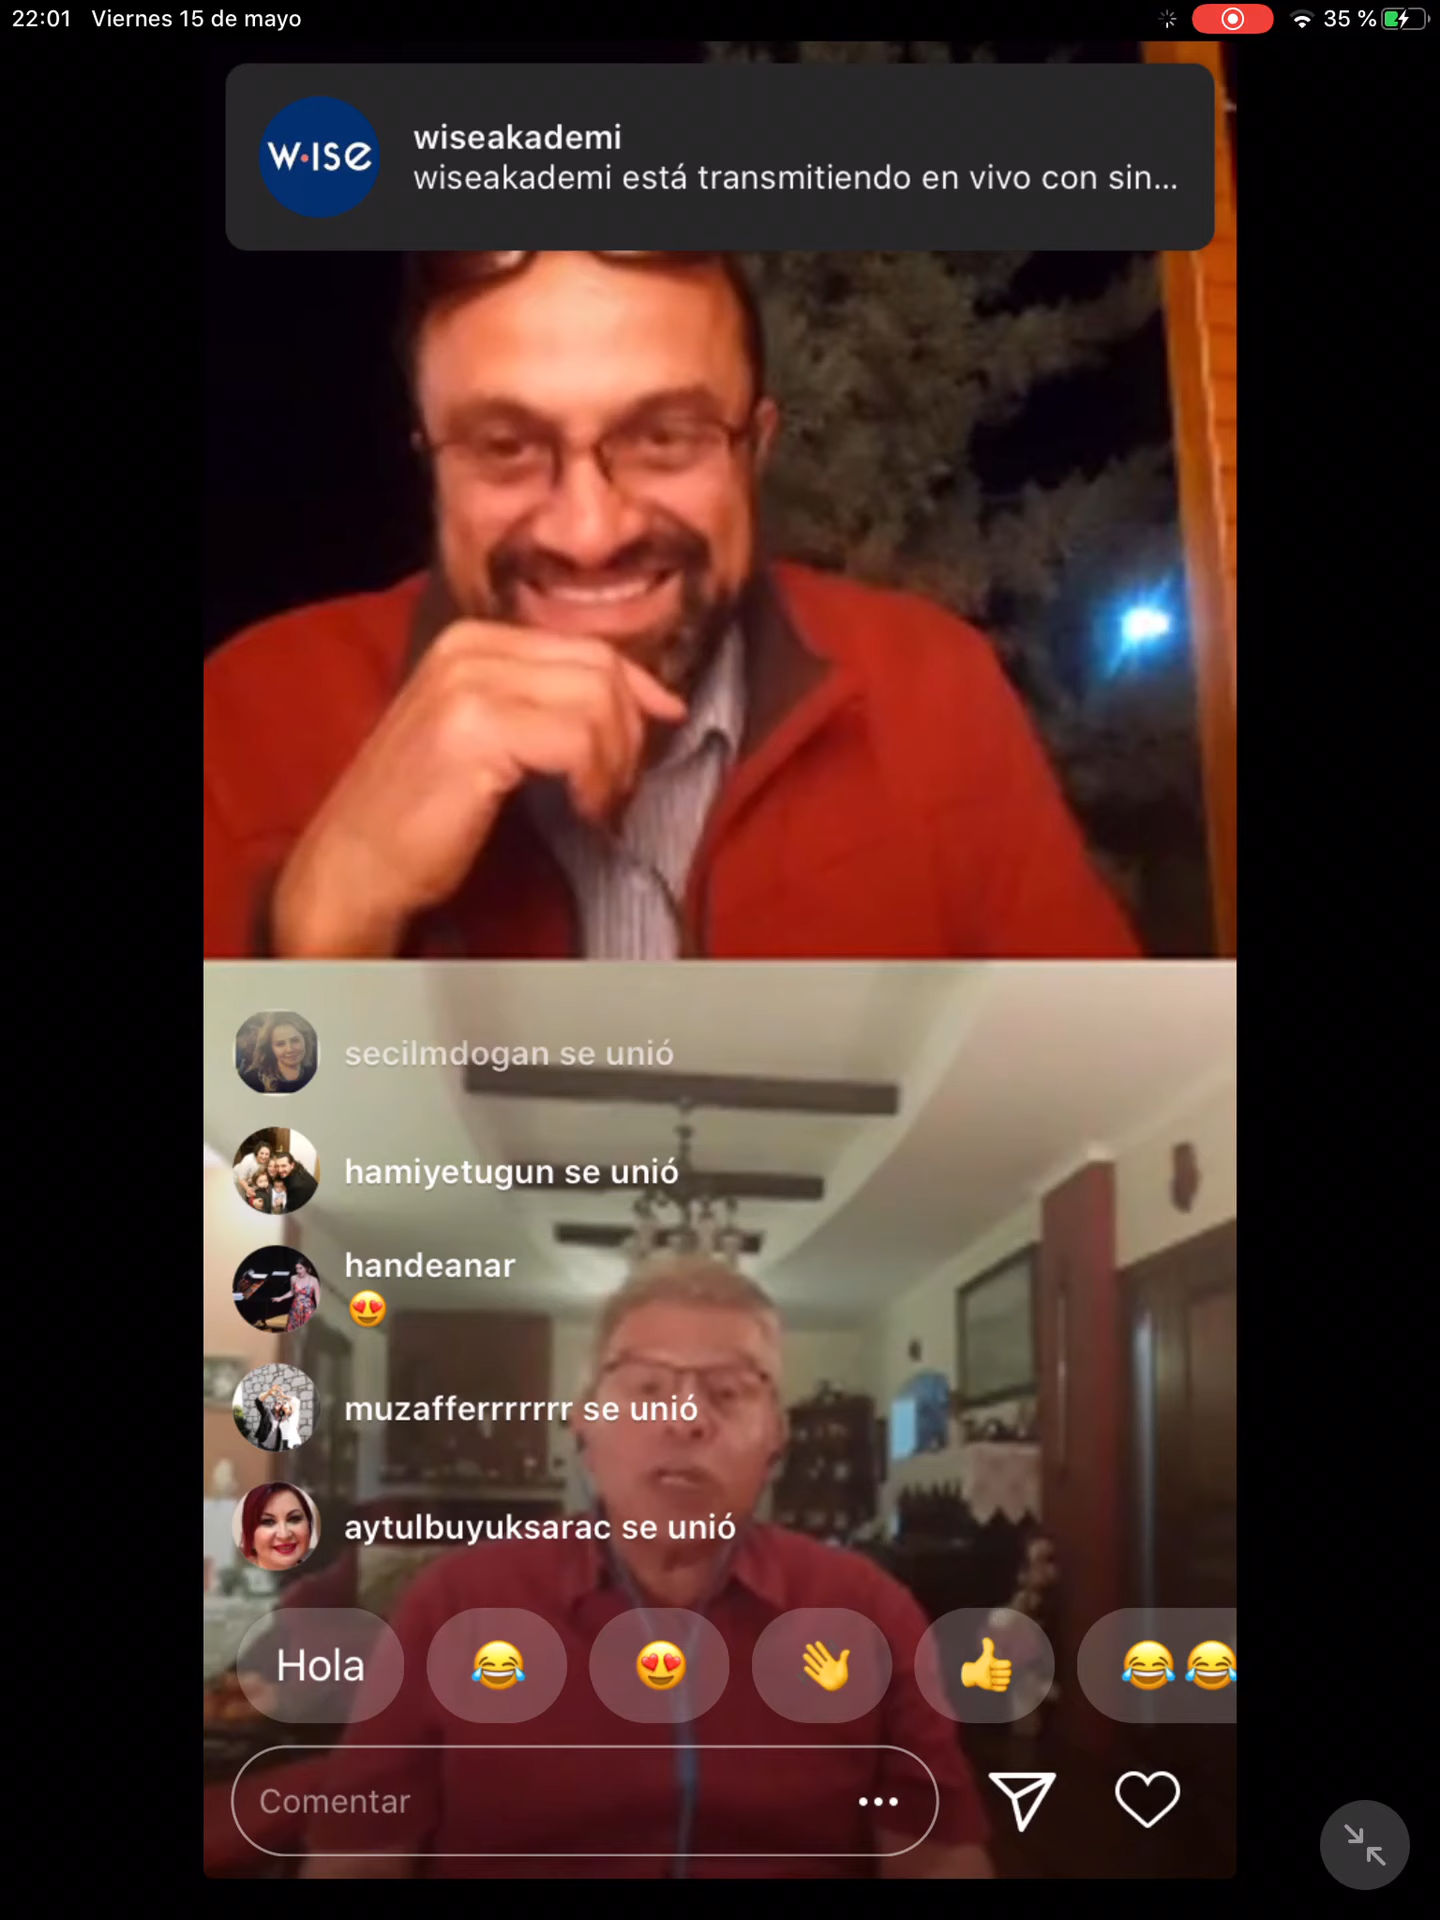 22:01 Viernes 15 de mayo
35 %
W·ISE
wiseakademi
wiseakademi está transmitiendo en vivo con sin...
secilmdogan se unió
hamiyetugun se unió
handeanar
😍
muzafferrrrrrr se unió
aytulbuyuksarac se unió
Hola 😂 😍 👋 👍 😂😂
Comentar